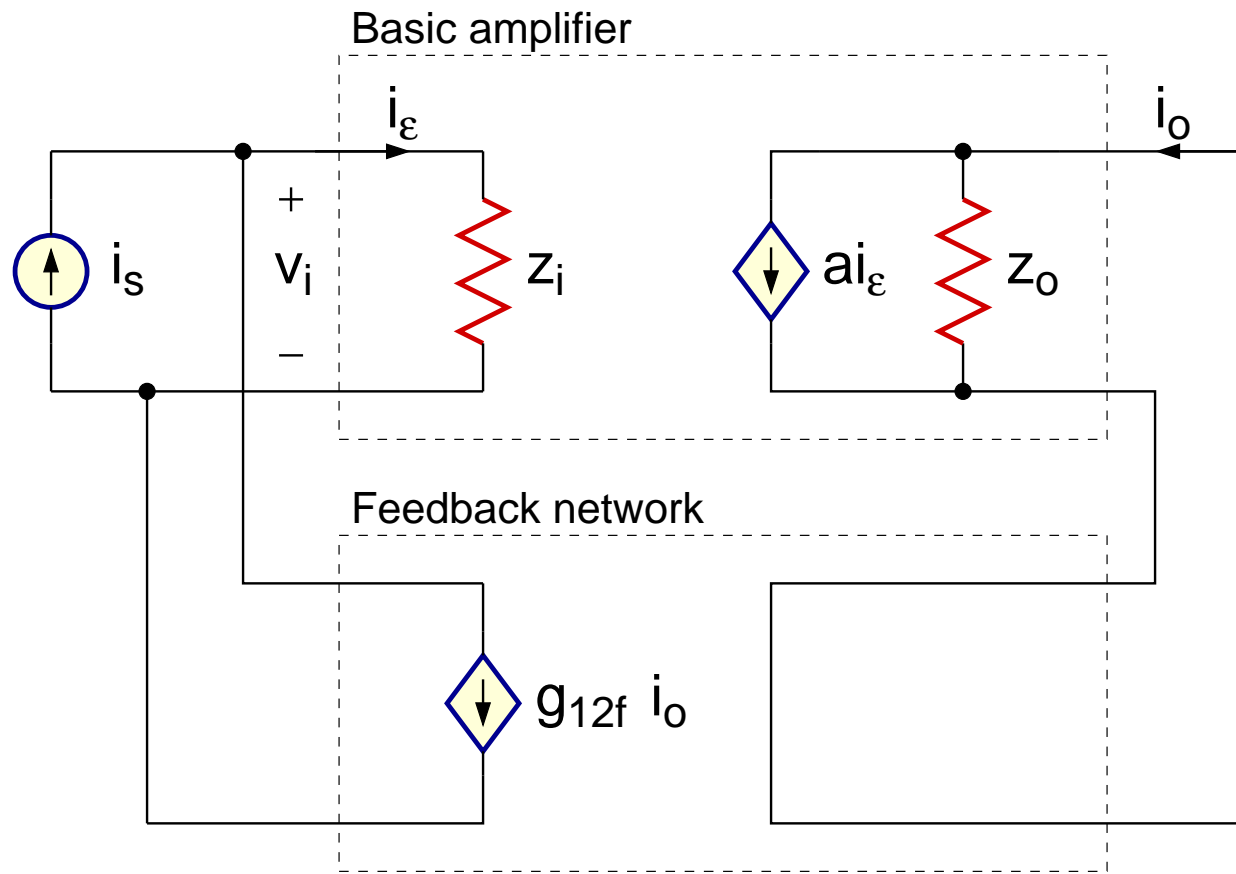 Basic amplifier
iε
io
+
is
vi
zi
aiε
zo
−
Feedback network
g12f io